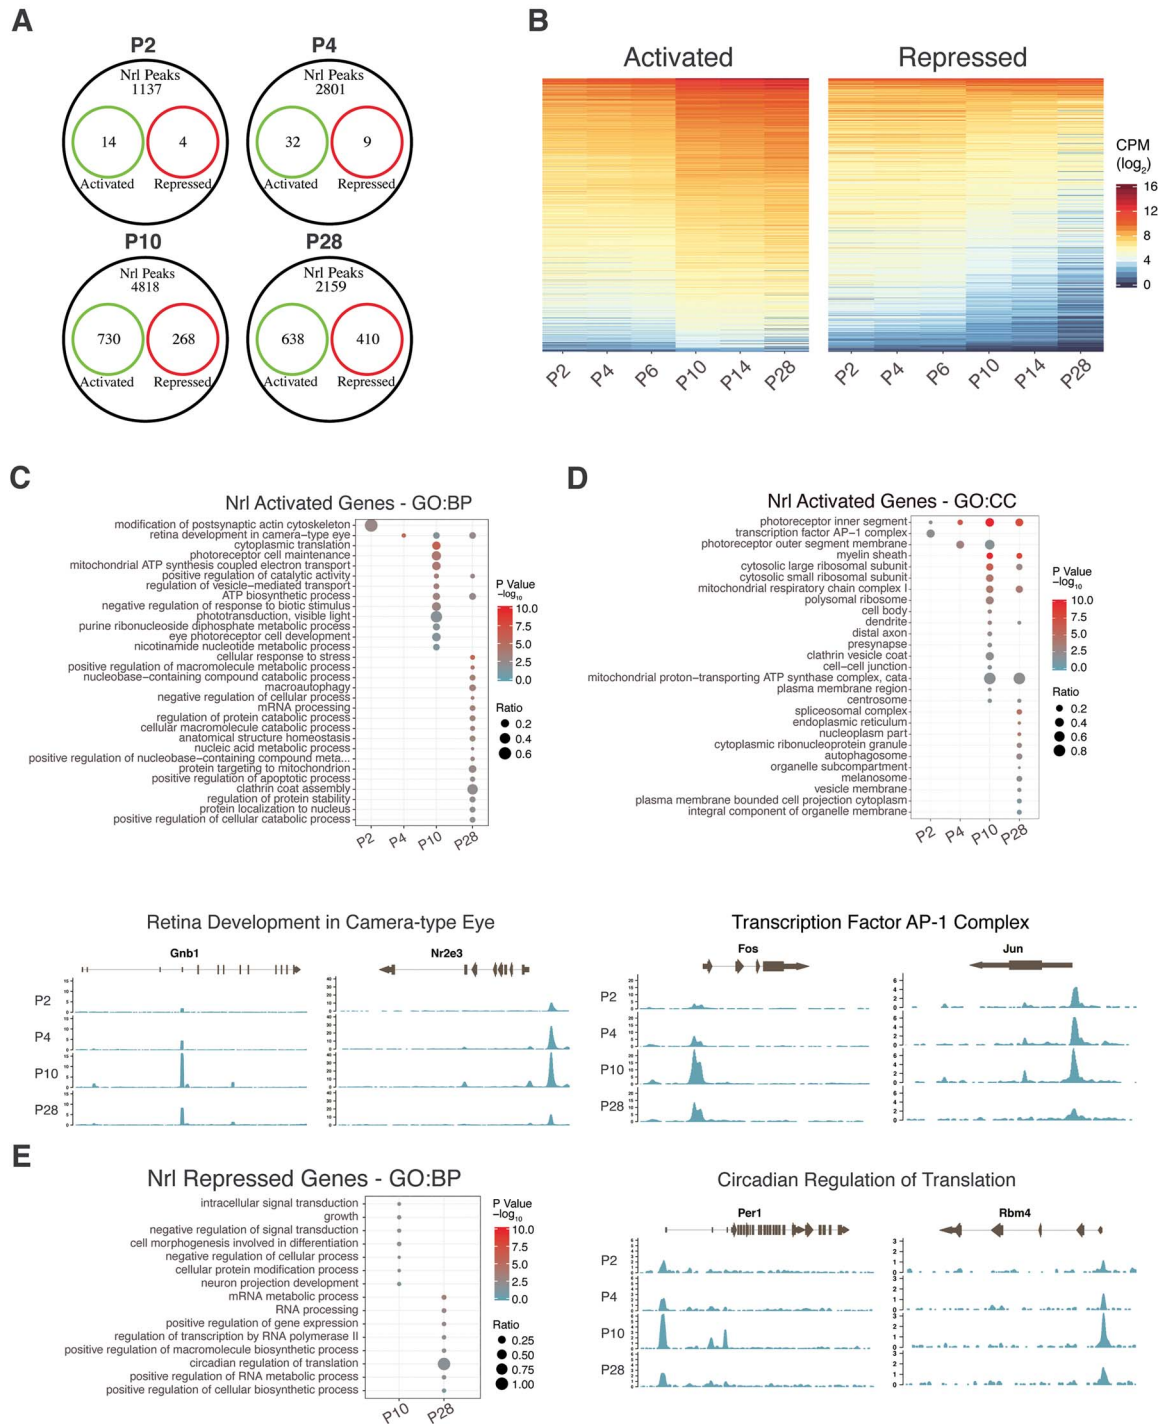 A
P2
Nrl Peaks
1137
14
4
Activated
Repressed
P4
Nrl Peaks
2801
32
9
Activated
Repressed
P10
Nrl Peaks
4818
730
268
Activated
Repressed
P28
Nrl Peaks
2159
638
410
Activated
Repressed
B
Activated
Repressed
P2 P4 P6 P10 P14 P28
P2 P4 P6 P10 P14 P28
CPM
(log2)
16
12
8
4
0
C
Nrl Activated Genes - GO:BP
modification of postsynaptic actin cytoskeleton
retina development in camera-type eye
cytoplasmic translation
photoreceptor cell maintenance
mitochondrial ATP synthesis coupled electron transport
positive regulation of catalytic activity
regulation of vesicle-mediated transport
ATP biosynthetic process
negative regulation of response to biotic stimulus
phototransduction, visible light
purine ribonucleoside diphosphate metabolic process
eye photoreceptor cell development
nicotinamide nucleotide metabolic process
cellular response to stress
positive regulation of macromolecule metabolic process
nucleobase-containing compound catabolic process
macroautophagy
negative regulation of cellular process
mRNA processing
regulation of protein catabolic process
cellular macromolecule catabolic process
anatomical structure homeostasis
nucleic acid metabolic process
positive regulation of nucleobase-containing compound meta...
protein targeting to mitochondrion
positive regulation of apoptotic process
clathrin coat assembly
regulation of protein stability
protein localization to nucleus
positive regulation of cellular catabolic process
P2 P4 P10 P28
P Value
−log10
10.0
7.5
5.0
2.5
0.0
Ratio
0.2
0.4
0.6
D
Nrl Activated Genes - GO:CC
photoreceptor inner segment
transcription factor AP-1 complex
photoreceptor outer segment membrane
myelin sheath
cytosolic large ribosomal subunit
cytosolic small ribosomal subunit
mitochondrial respiratory chain complex I
polysomal ribosome
cell body
dendrite
distal axon
presynapse
clathrin vesicle coat
cell-cell junction
mitochondrial proton-transporting ATP synthase complex, cata
plasma membrane region
centrosome
spliceosomal complex
endoplasmic reticulum
nucleoplasm part
cytoplasmic ribonucleoprotein granule
autophagosome
organelle subcompartment
melanosome
vesicle membrane
plasma membrane bounded cell projection cytoplasm
integral component of organelle membrane
P2 P4 P10 P28
P Value
−log10
10.0
7.5
5.0
2.5
0.0
Ratio
0.2
0.4
0.6
0.8
Retina Development in Camera-type Eye
Gnb1
Nr2e3
P2
P4
P10
P28
Transcription Factor AP-1 Complex
Fos
Jun
P2
P4
P10
P28
E
Nrl Repressed Genes - GO:BP
intracellular signal transduction
growth
negative regulation of signal transduction
cell morphogenesis involved in differentiation
negative regulation of cellular process
cellular protein modification process
neuron projection development
mRNA metabolic process
RNA processing
positive regulation of gene expression
regulation of transcription by RNA polymerase II
positive regulation of macromolecule biosynthetic process
circadian regulation of translation
positive regulation of RNA metabolic process
positive regulation of cellular biosynthetic process
P10 P28
P Value
−log10
10.0
7.5
5.0
2.5
0.0
Ratio
0.25
0.50
0.75
1.00
Circadian Regulation of Translation
Per1
Rbm4
P2
P4
P10
P28